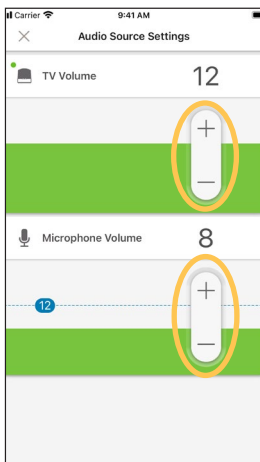 Carrier 9:41 AM
Audio Source Settings
TV Volume 12
+
−
Microphone Volume 8
+
12
−